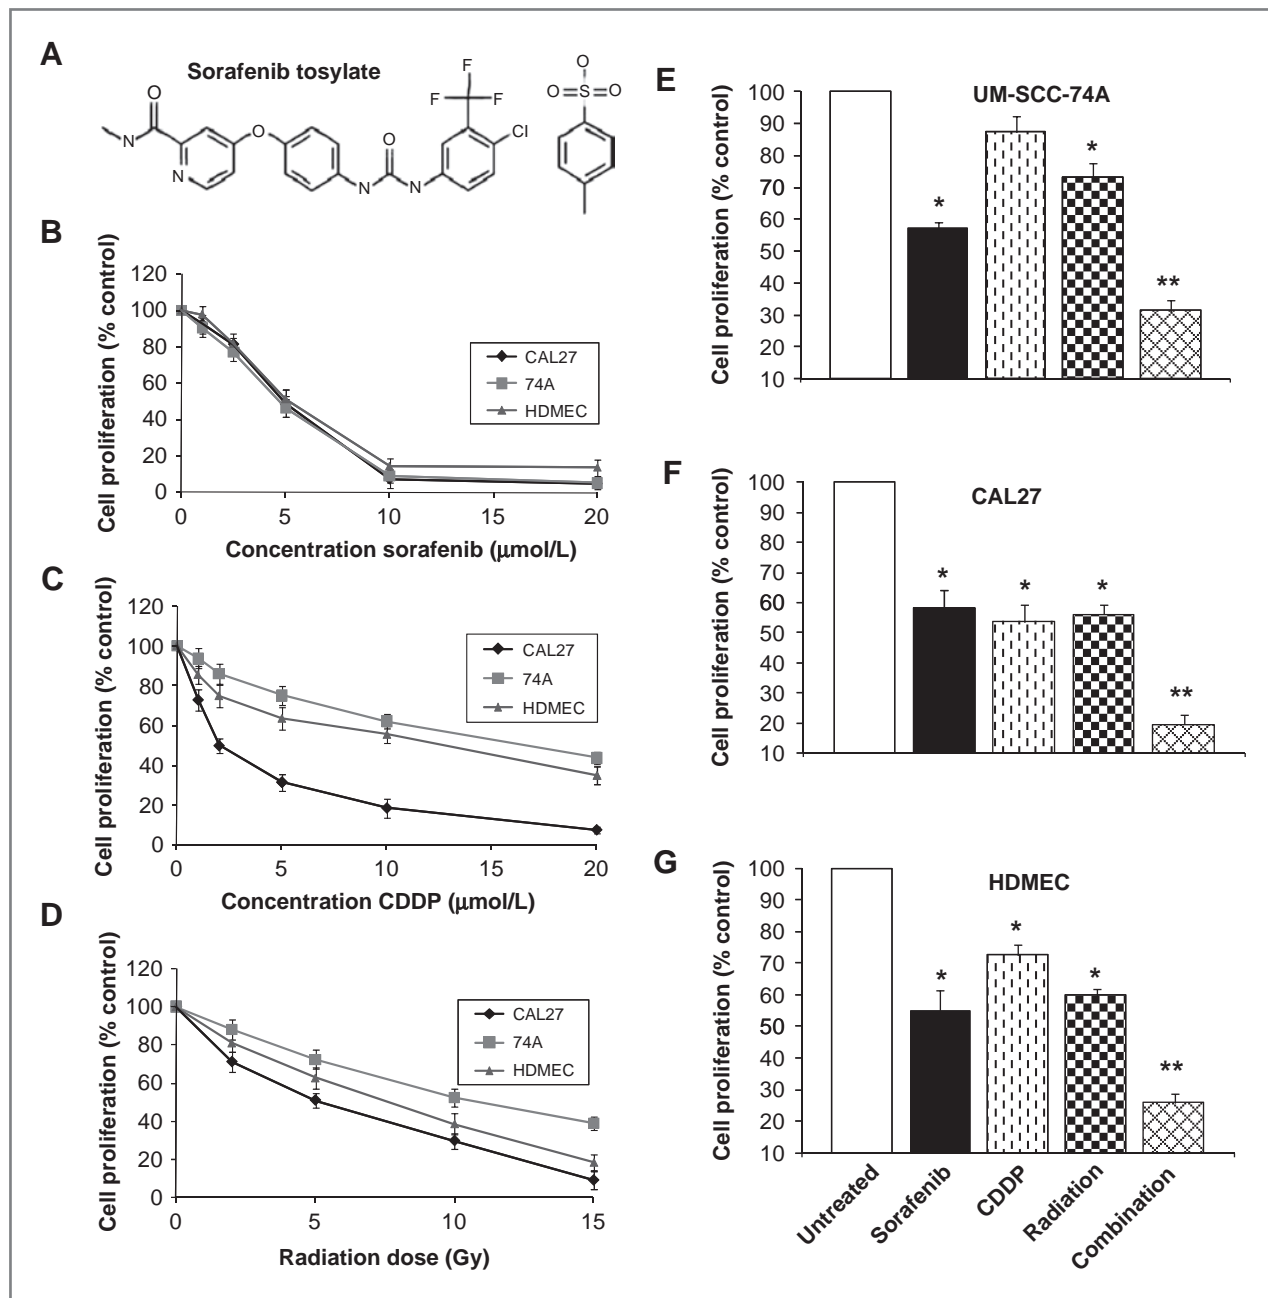 A
Sorafenib tosylate
O
N
N
O
N
O
N
F
F
F
Cl
O
O
S
O
B
Cell proliferation (% control)
120
100
80
60
40
20
0
0 5 10 15 20
CAL27
74A
HDMEC
Concentration sorafenib (μmol/L)
C
Cell proliferation (% control)
120
100
80
60
40
20
0
0 5 10 15 20
CAL27
74A
HDMEC
Concentration CDDP (μmol/L)
D
Cell proliferation (% control)
120
100
80
60
40
20
0
0 5 10 15
CAL27
74A
HDMEC
Radiation dose (Gy)
E
UM-SCC-74A
Cell proliferation (% control)
100
90
80
70
60
50
40
30
20
10
* * **
F
CAL27
Cell proliferation (% control)
100
90
80
70
60
50
40
30
20
10
* * * **
G
HDMEC
Cell proliferation (% control)
100
90
80
70
60
50
40
30
20
10
* * * **
Untreated
Sorafenib
CDDP
Radiation
Combination